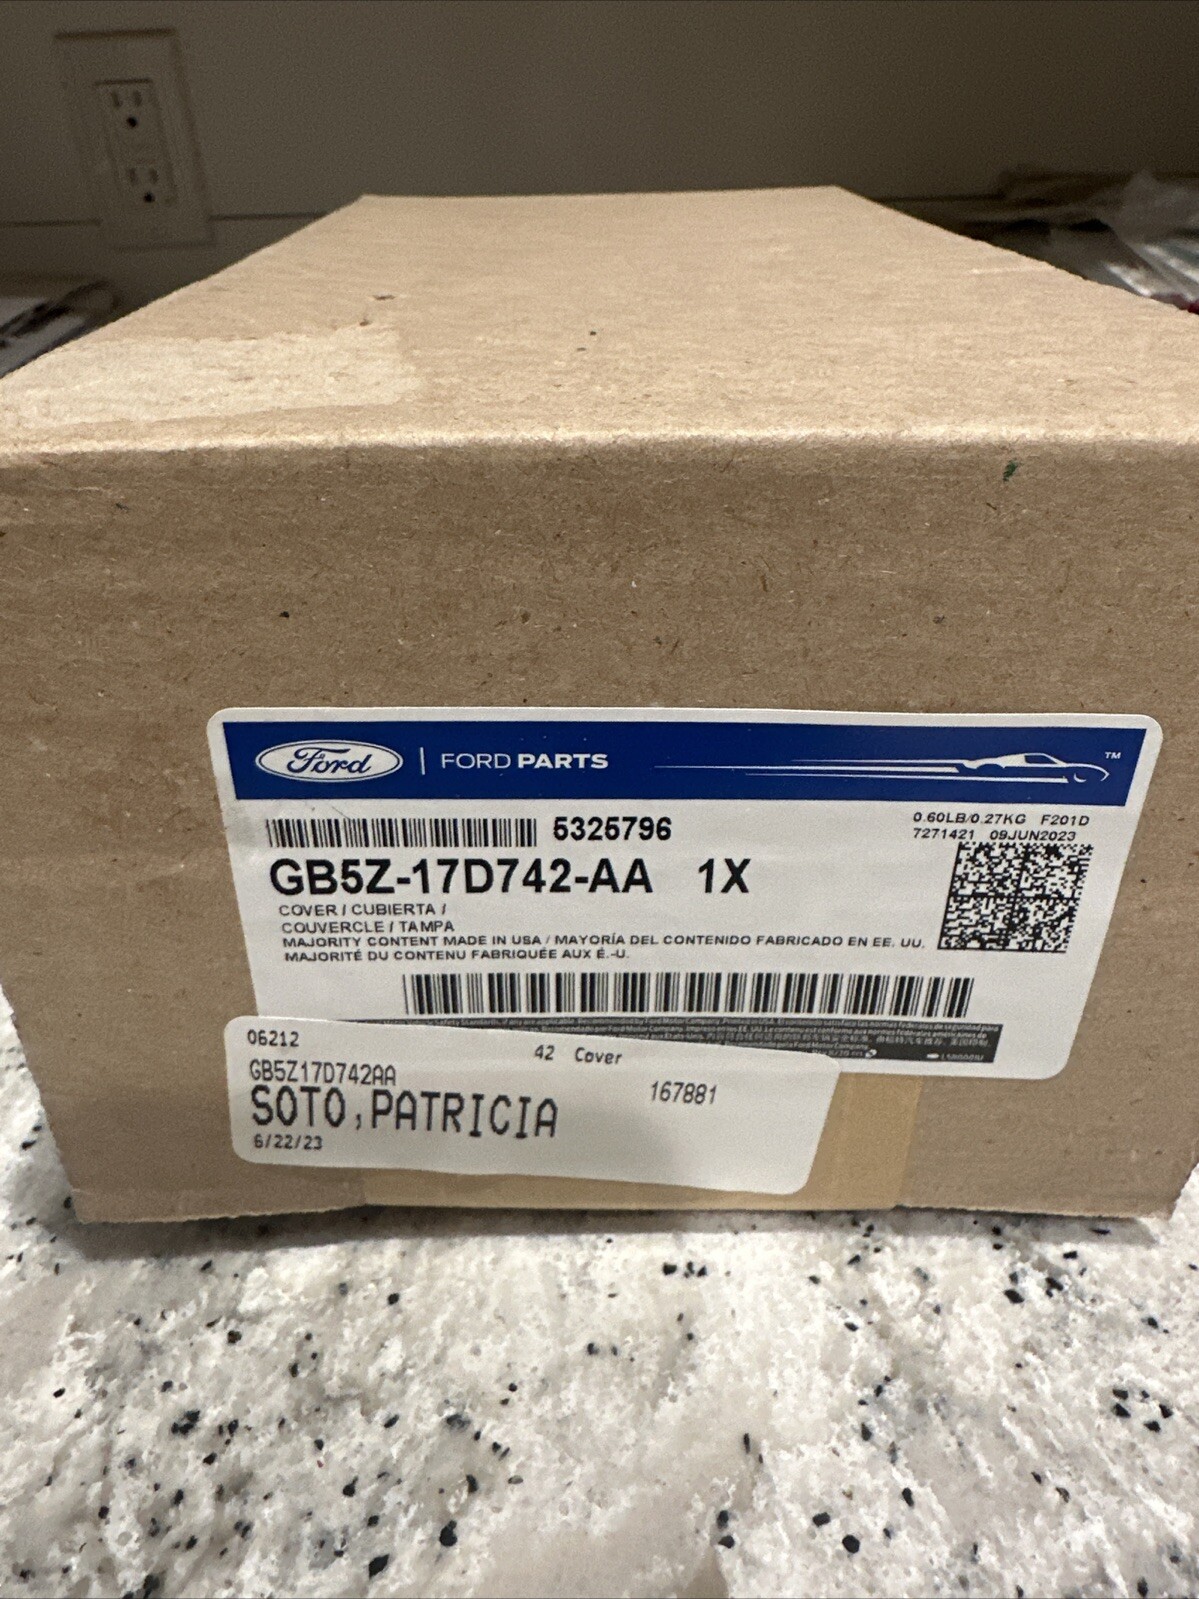 Ford | FORD PARTS TM
5325796
0.60LB/0.27KG F201D
7271421 09JUN2023
GB5Z-17D742-AA 1X
COVER / CUBIERTA /
COUVERCLE / TAMPA
MAJORITY CONTENT MADE IN USA / MAYORÍA DEL CONTENIDO FABRICADO EN EE. UU.
MAJORITÉ DU CONTENU FABRIQUÉE AUX É.-U.
06212
42 Cover
GB5Z17D742AA
167881
SOTO,PATRICIA
6/22/23